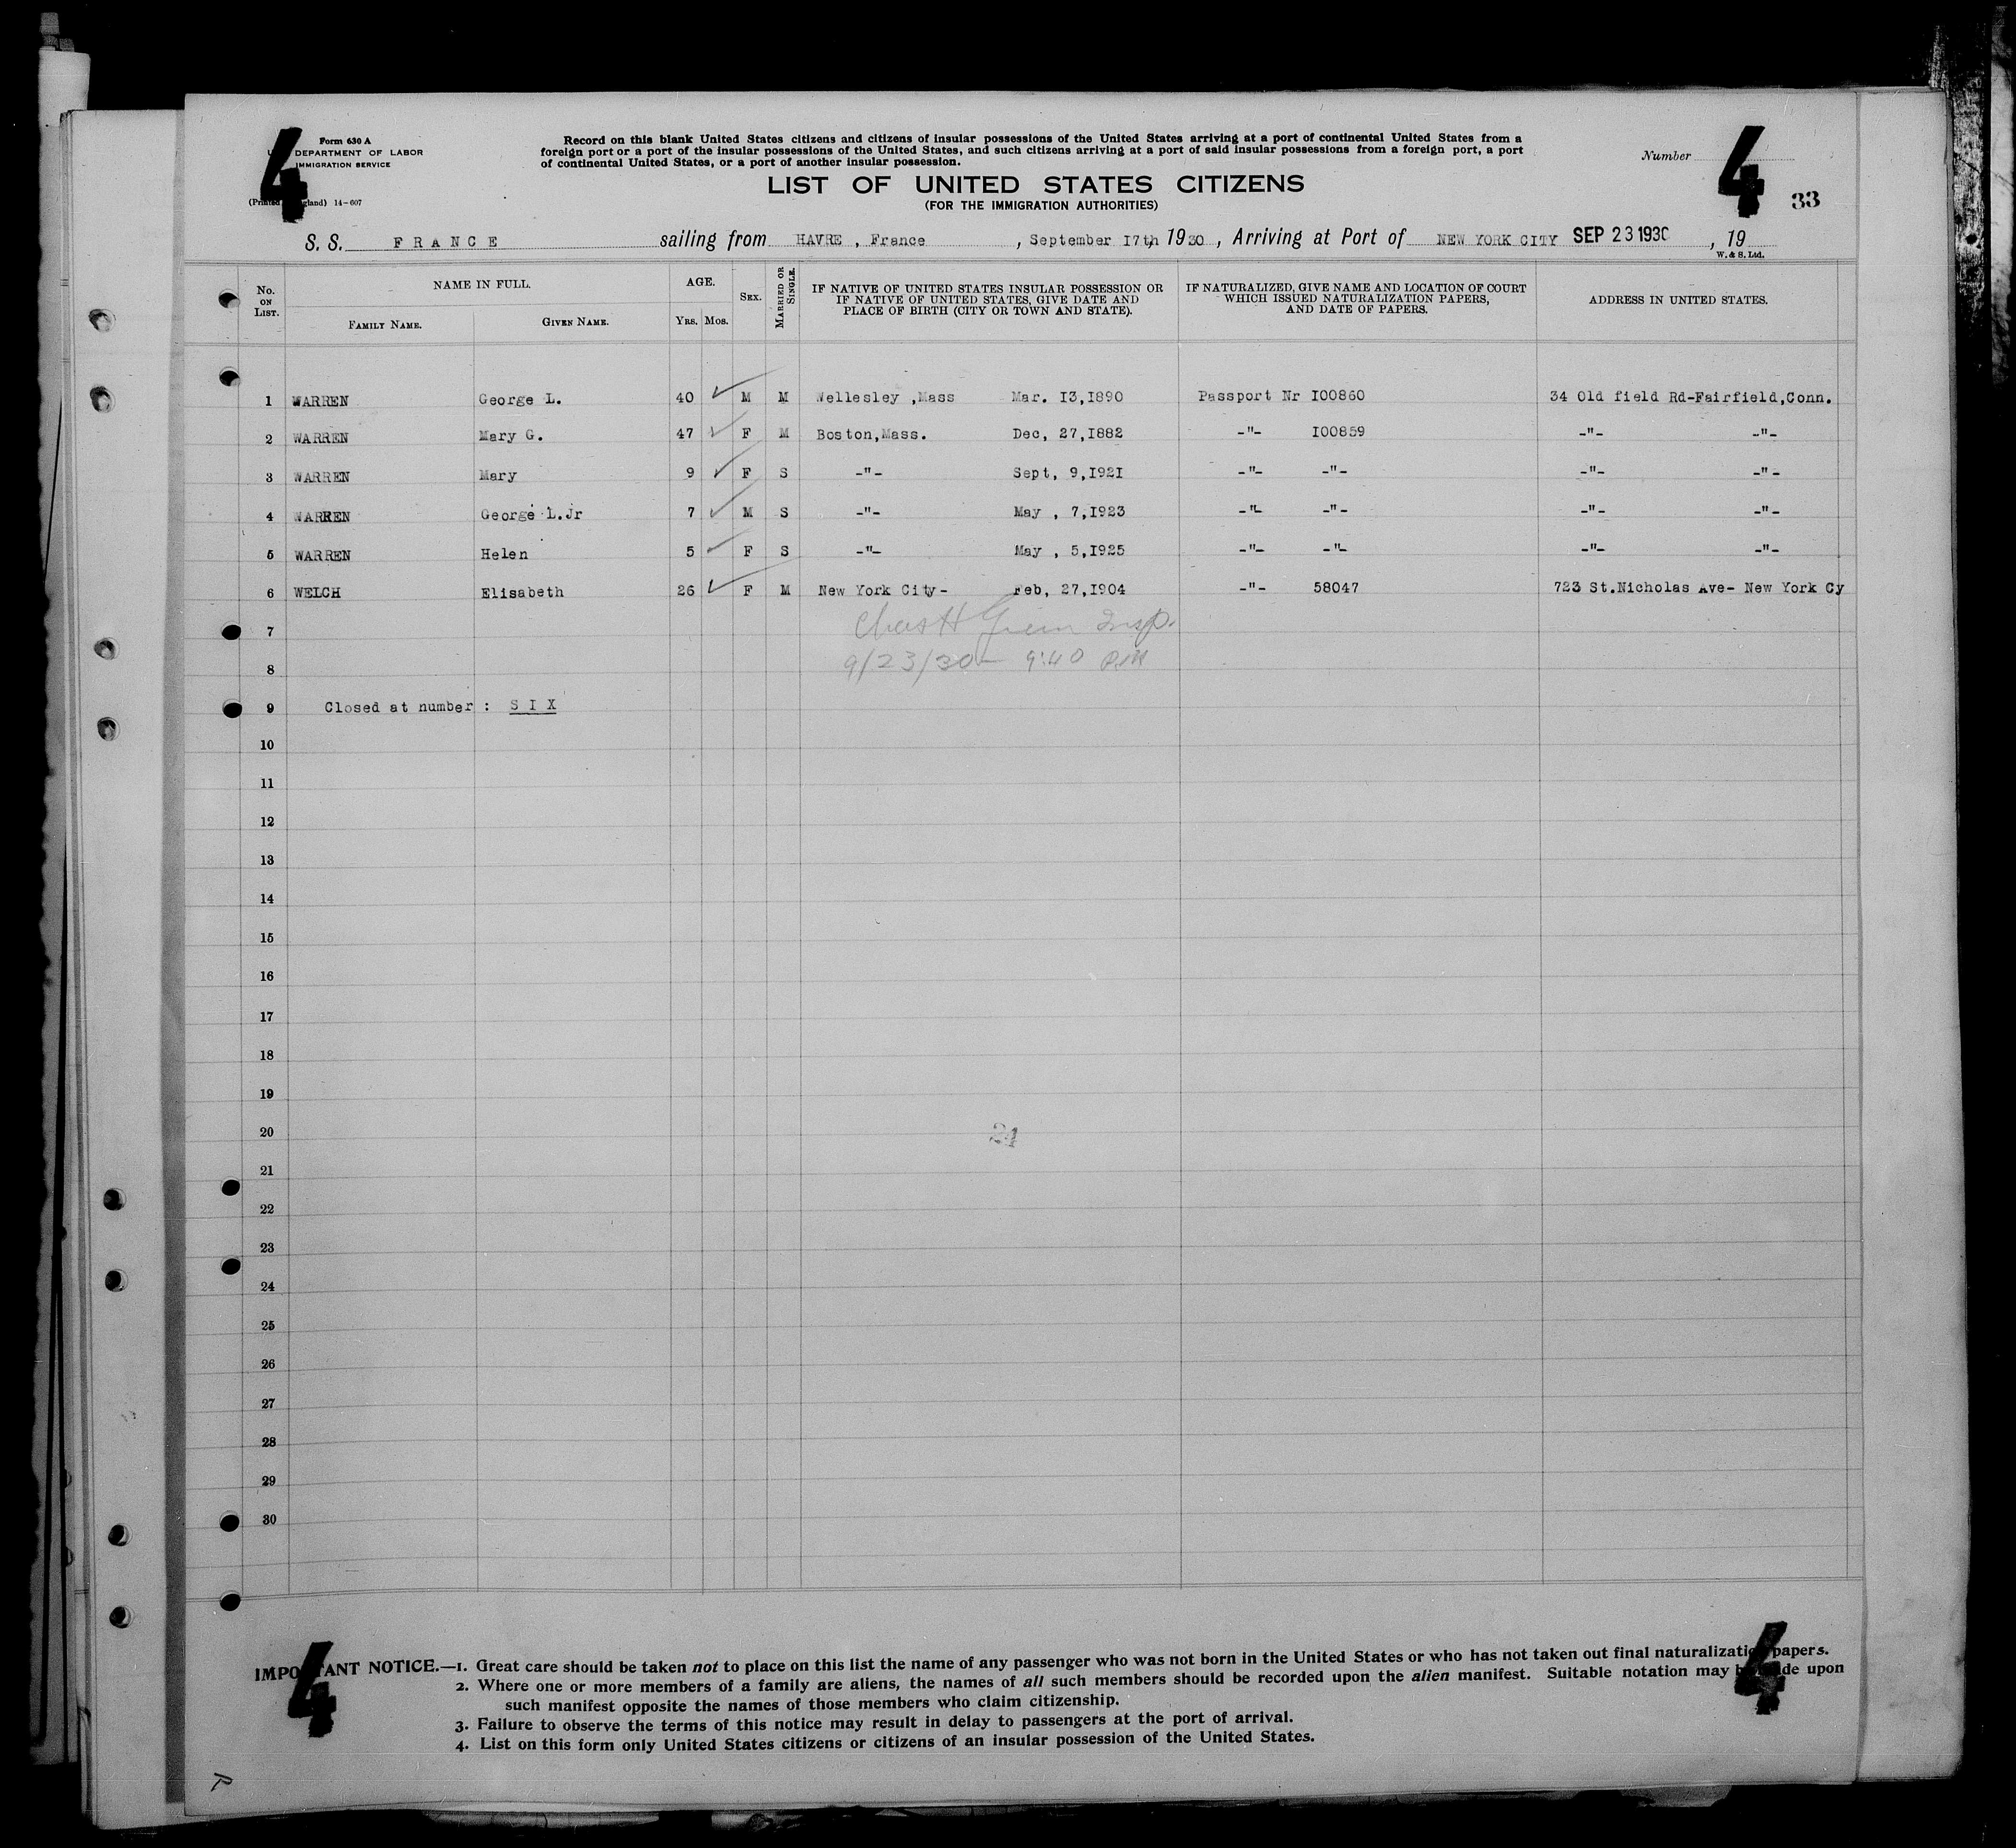 4
Form 630 A
DEPARTMENT OF LABOR
IMMIGRATION SERVICE
14-607
Record on this blank United States citizens and citizens of insular possessions of the United States arriving at a port of continental United States from a
foreign port or a port of the insular possessions of the United States, and such citizens arriving at a port of said insular possessions from a foreign port, a port
of continental United States, or a port of another insular possession.
LIST OF UNITED STATES CITIZENS
(FOR THE IMMIGRATION AUTHORITIES)
Number
4
33
S. S. FRANCE sailing from HAVRE , France , September 17th, 1930 , Arriving at Port of NEW YORK CITY SEP 23 1930 , 19
W. & S. Ltd.
No. ON LIST. NAME IN FULL. FAMILY NAME. GIVEN NAME. AGE. YRS. MOS. SEX. MARRIED OR SINGLE. IF NATIVE OF UNITED STATES INSULAR POSSESSION OR IF NATIVE OF UNITED STATES, GIVE DATE AND PLACE OF BIRTH (CITY OR TOWN AND STATE). IF NATURALIZED, GIVE NAME AND LOCATION OF COURT WHICH ISSUED NATURALIZATION PAPERS, AND DATE OF PAPERS. ADDRESS IN UNITED STATES.
1 WARREN George L. 40 M M Wellesley ,Mass Mar. I3,I890 Passport Nr I00860 34 Old field Rd-Fairfield,Conn.
2 WARREN Mary G. 47 F M Boston,Mass. Dec, 27,I882 -"- I00859 -"- -"-
3 WARREN Mary 9 F S -"- Sept, 9,I92I -"- -"- -"- -"-
4 WARREN George L.Jr 7 M S -"- May , 7,I923 -"- -"- -"- -"-
5 WARREN Helen 5 F S -"- May , 5,I925 -"- -"- -"- -"-
6 WELCH Elisabeth 26 F M New York City- Feb, 27,I904 -"- 58047 723 St.Nicholas Ave- New York Cy
7 Chas H Insp.
8 9/23/30 - 9:40 PM
9 Closed at number : S I X
10
11
12
13
14
15
16
17
18
19
20
24
21
22
23
24
25
26
27
28
29
30
IMPORTANT NOTICE.—1. Great care should be taken not to place on this list the name of any passenger who was not born in the United States or who has not taken out final naturalization papers.
2. Where one or more members of a family are aliens, the names of all such members should be recorded upon the alien manifest. Suitable notation may be made upon
such manifest opposite the names of those members who claim citizenship.
3. Failure to observe the terms of this notice may result in delay to passengers at the port of arrival.
4. List on this form only United States citizens or citizens of an insular possession of the United States.
4
4